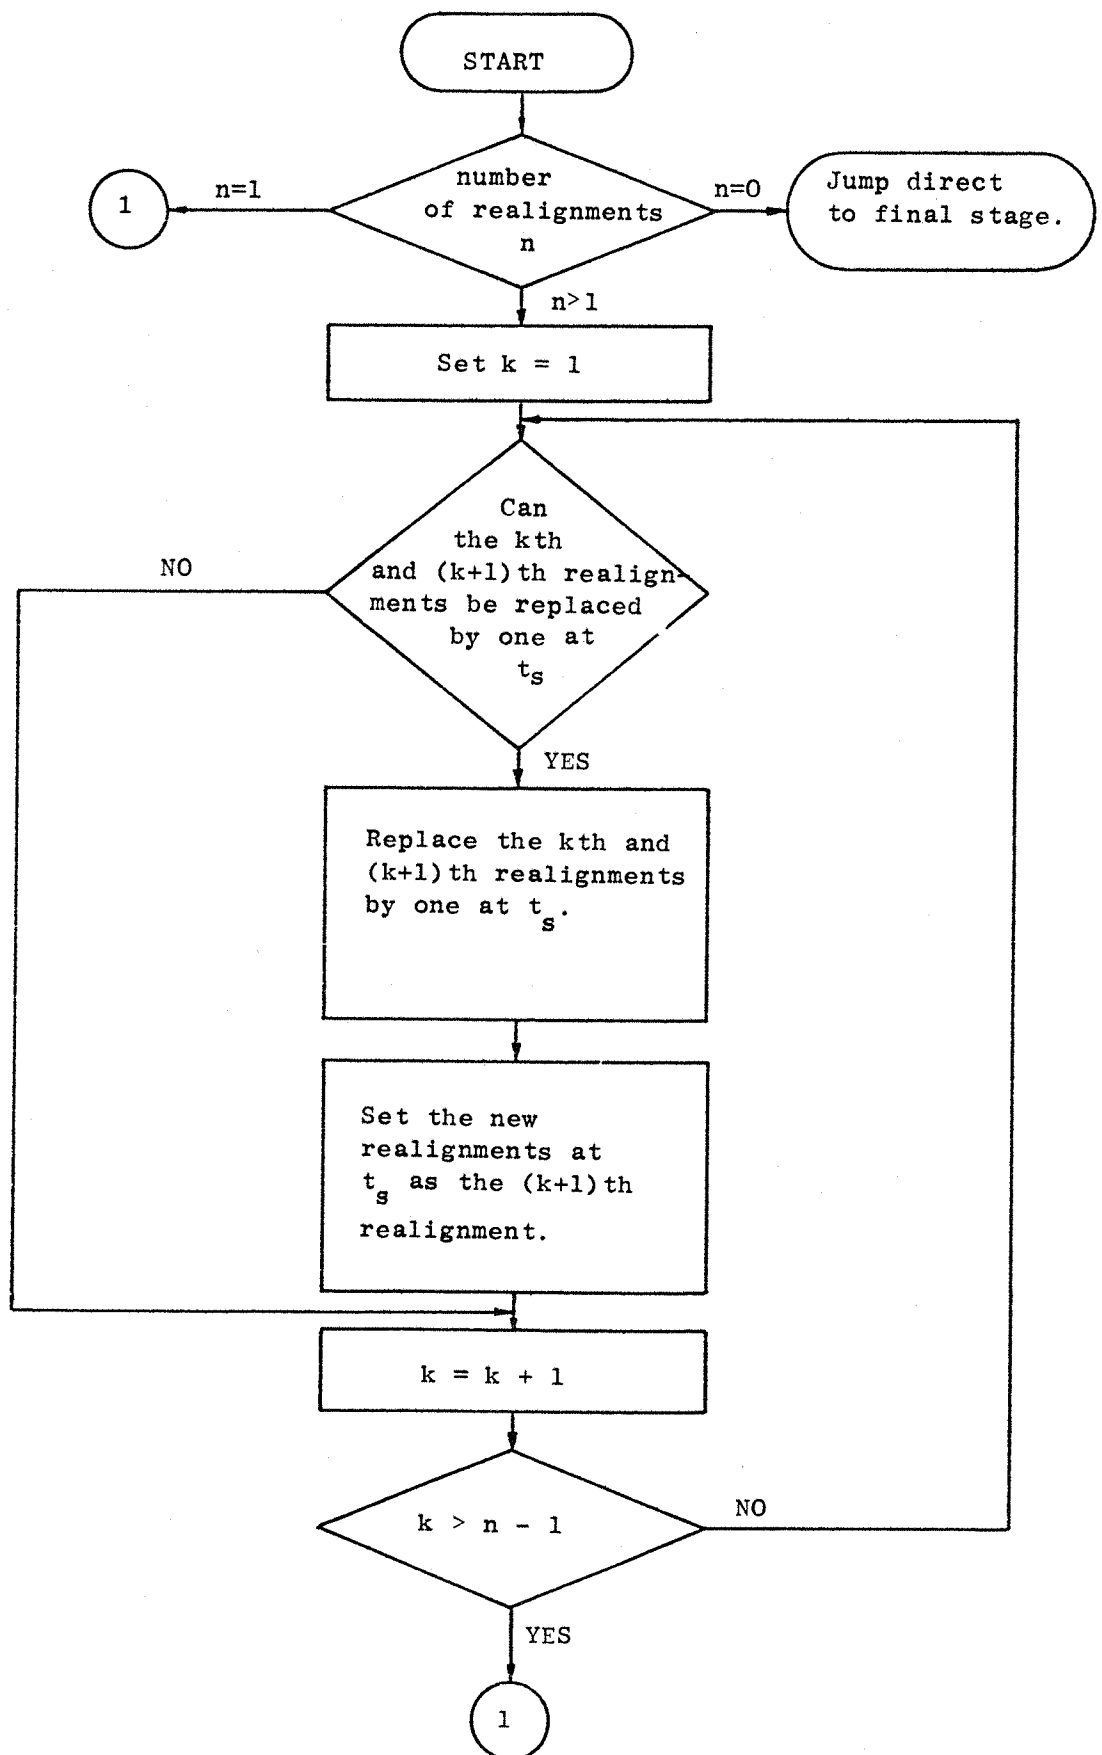 START
number
of realignments
n
n=1
1
n=0
Jump direct
to final stage.
n>1
Set k = 1
Can
the kth
and (k+1)th realign-
ments be replaced
by one at
ts
NO
YES
Replace the kth and
(k+1)th realignments
by one at ts.
Set the new
realignments at
ts as the (k+1)th
realignment.
k = k + 1
k > n - 1
NO
YES
1